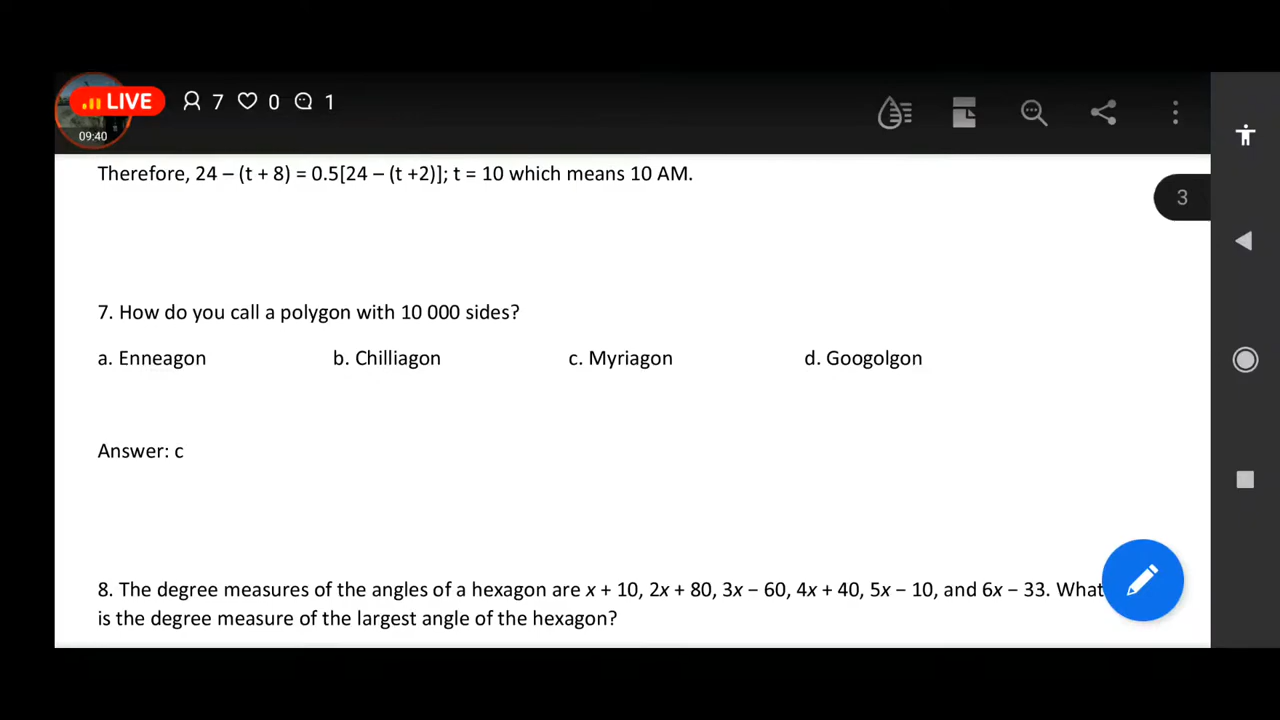 LIVE 7 0 1
09:40
Therefore, 24 – (t + 8) = 0.5[24 – (t +2)]; t = 10 which means 10 AM.
3
7. How do you call a polygon with 10 000 sides?
a. Enneagon b. Chilliagon c. Myriagon d. Googolgon
Answer: c
8. The degree measures of the angles of a hexagon are x + 10, 2x + 80, 3x − 60, 4x + 40, 5x − 10, and 6x − 33. What
is the degree measure of the largest angle of the hexagon?